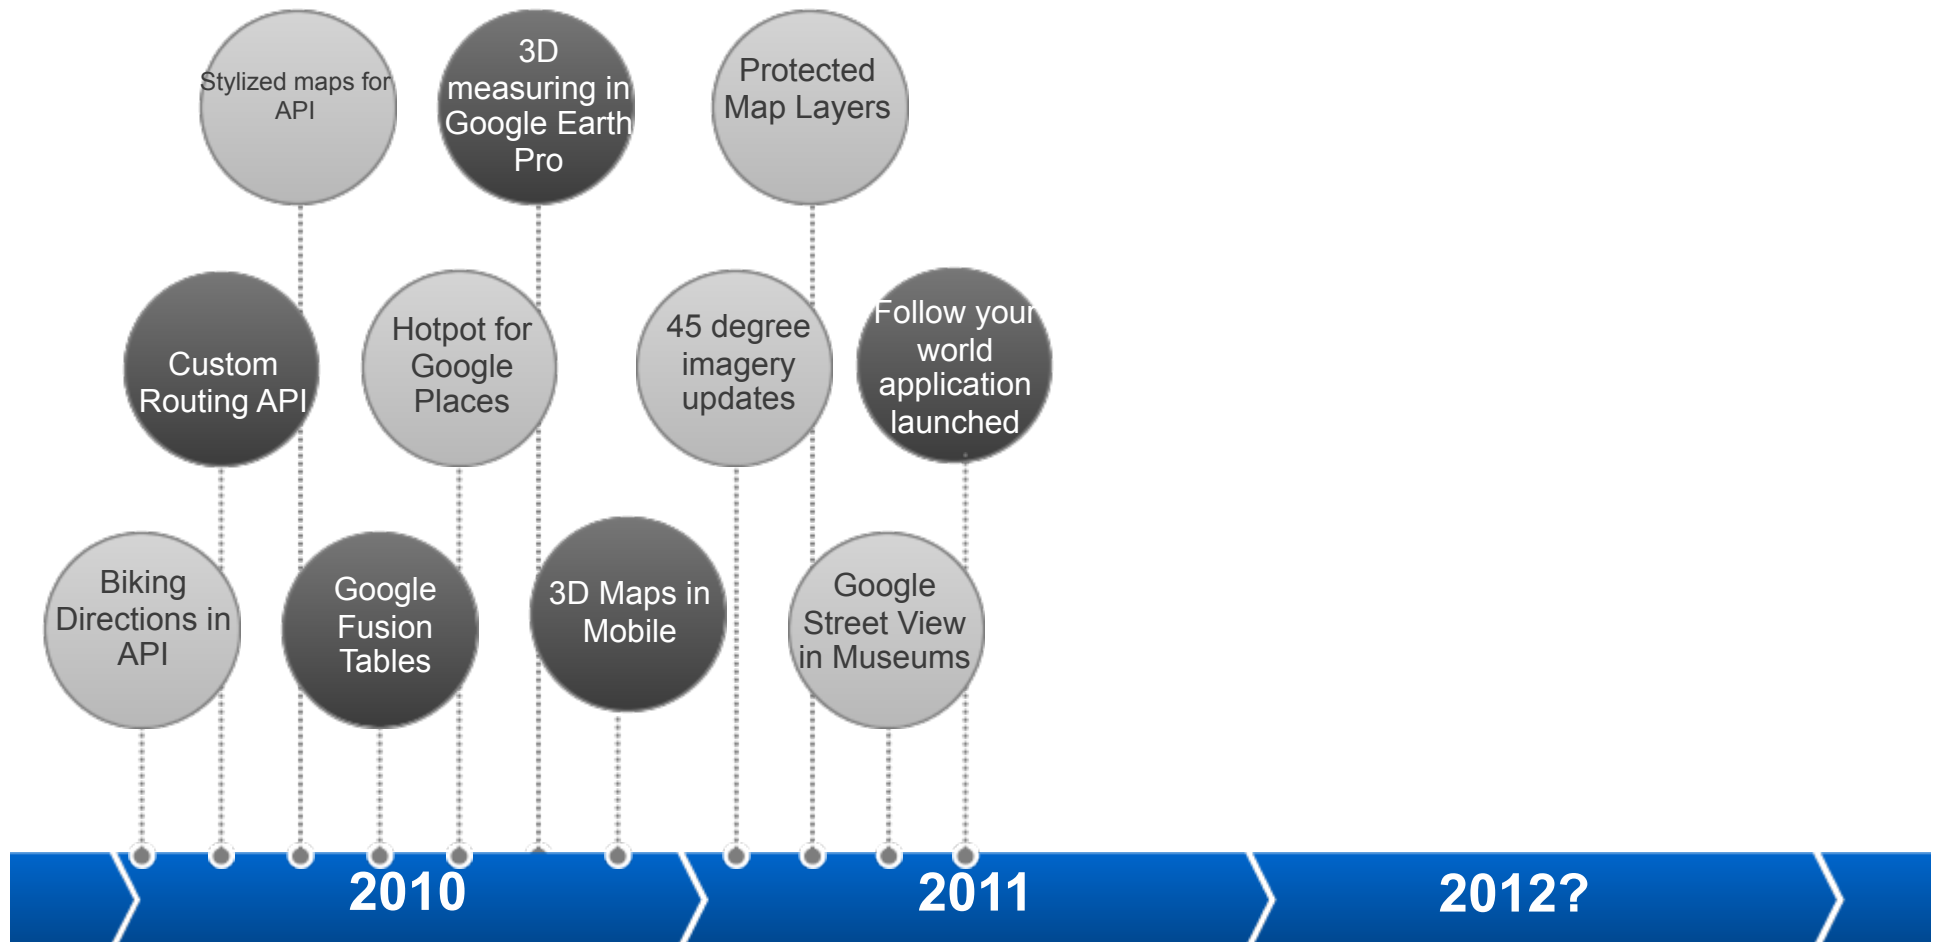 Stylized maps for
API
3D
measuring in
Google Earth
Pro
Protected
Map Layers
Custom
Routing API
Hotpot for
Google
Places
45 degree
imagery
updates
Follow your
world
application
launched
Biking
Directions in
API
Google
Fusion
Tables
3D Maps in
Mobile
Google
Street View
in Museums
2010
2011
2012?